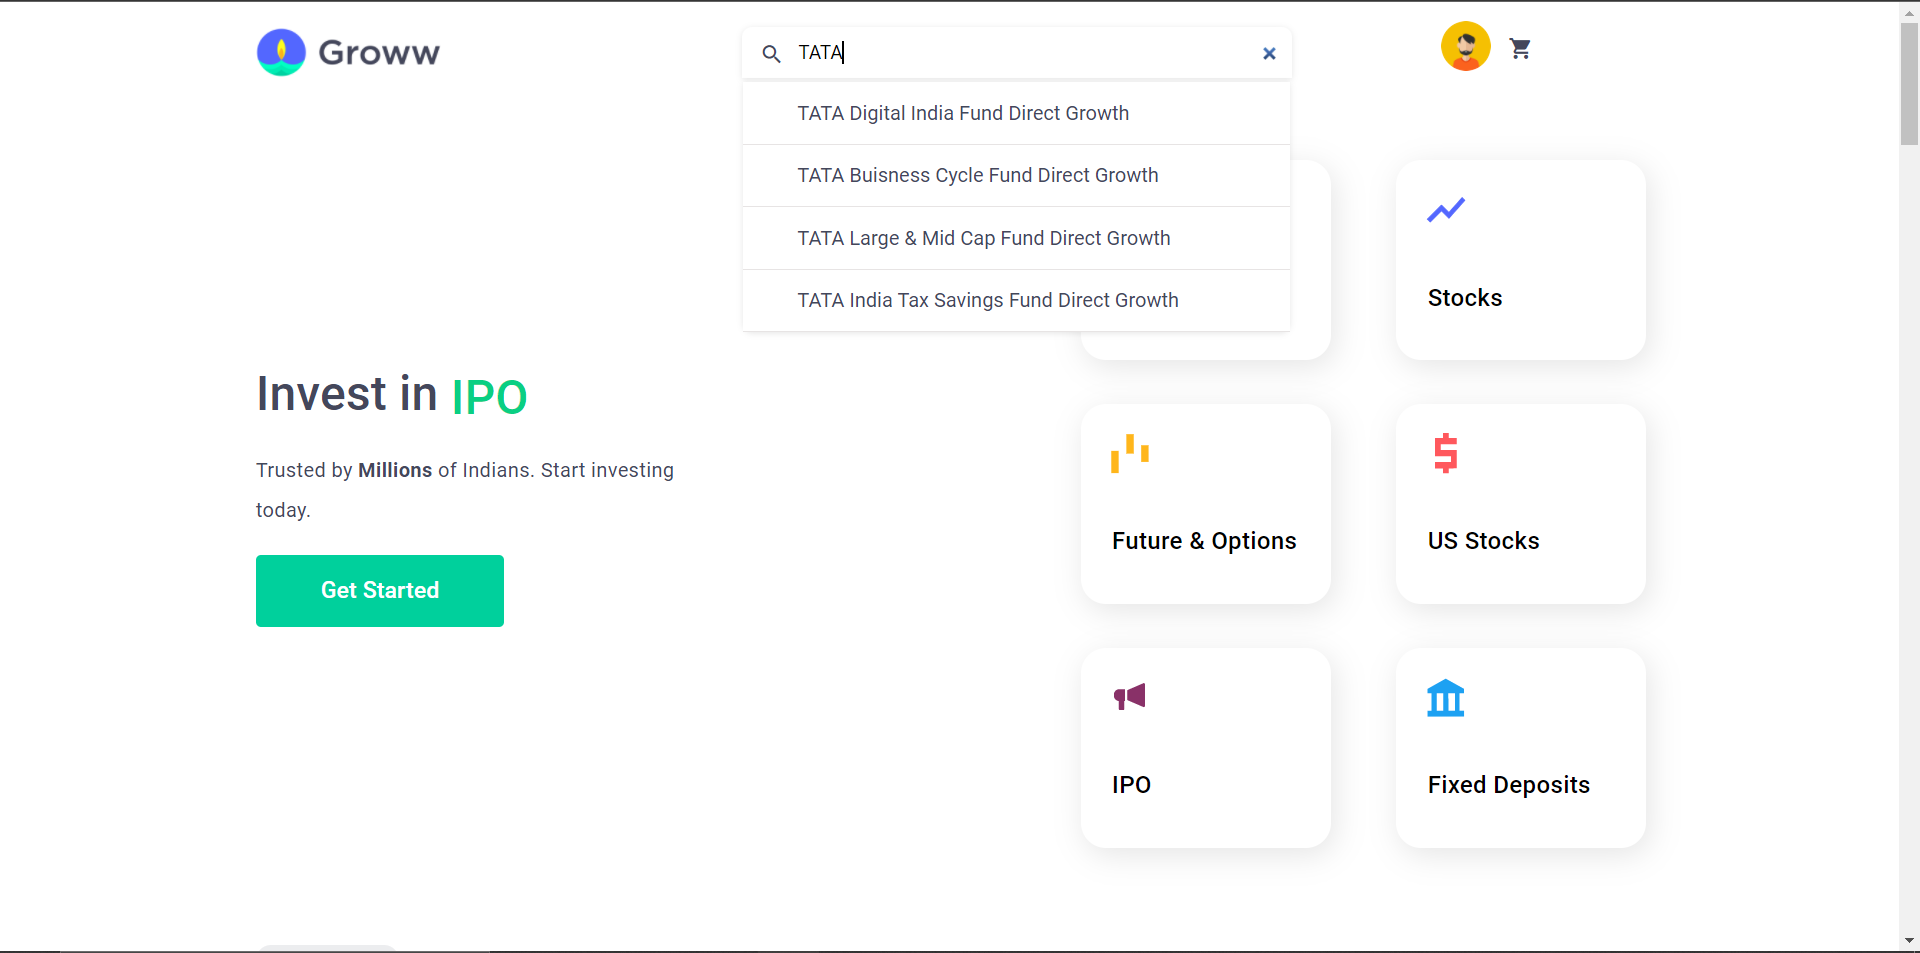 Groww
TATA
TATA Digital India Fund Direct Growth
TATA Buisness Cycle Fund Direct Growth
TATA Large & Mid Cap Fund Direct Growth
TATA India Tax Savings Fund Direct Growth
Stocks
Invest in IPO
Trusted by Millions of Indians. Start investing
today.
Get Started
Future & Options
US Stocks
IPO
Fixed Deposits